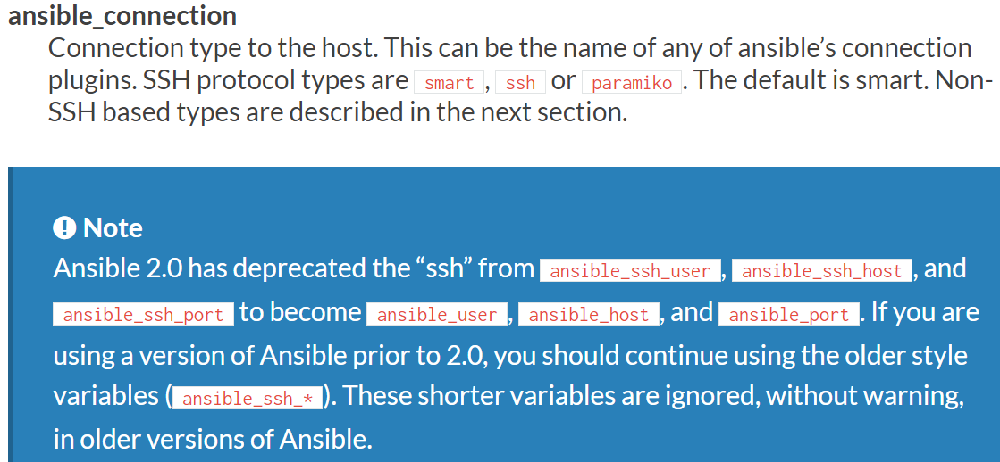 ansible_connection
Connection type to the host. This can be the name of any of ansible’s connection
plugins. SSH protocol types are smart , ssh or paramiko . The default is smart. Non-
SSH based types are described in the next section.
Note
Ansible 2.0 has deprecated the “ssh” from ansible_ssh_user , ansible_ssh_host , and
ansible_ssh_port to become ansible_user , ansible_host , and ansible_port . If you are
using a version of Ansible prior to 2.0, you should continue using the older style
variables ( ansible_ssh_* ). These shorter variables are ignored, without warning,
in older versions of Ansible.